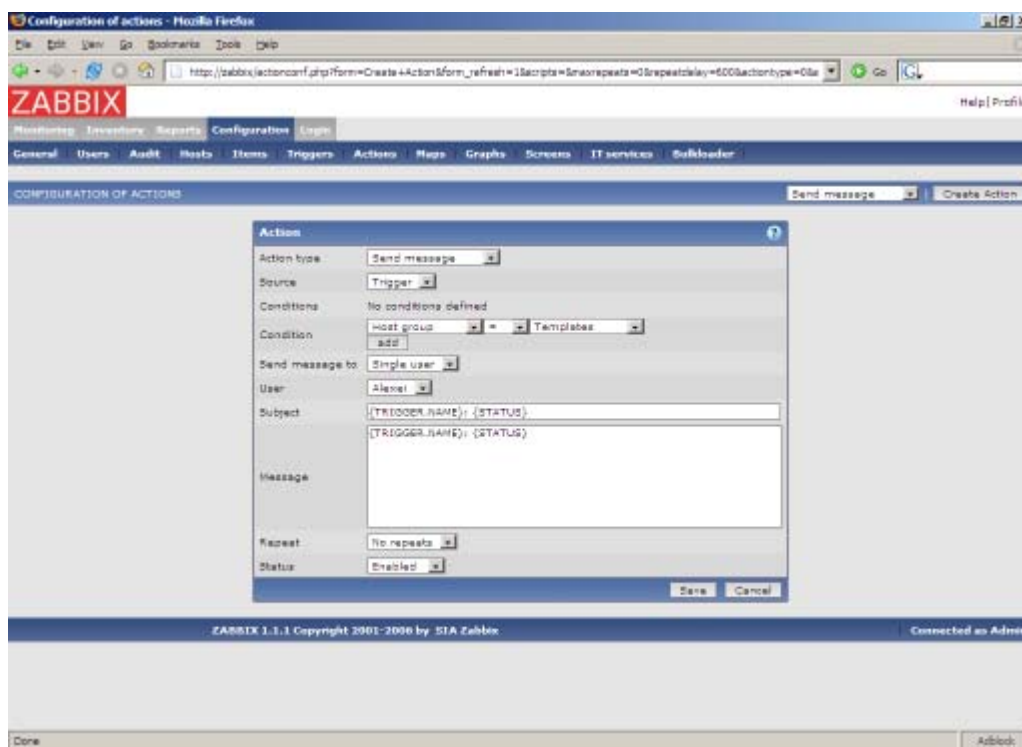 Configuration of actions - Mozilla Firefox
File Edit View Go Bookmarks Tools Help
http://zabbix/actionconf.php?form=Create+Action&form_refresh=1&scripts=&maxrepeats=0&repeatdelay=600&actiontype=0&s Go
ZABBIX
Help | Profil
Monitoring Inventory Reports Configuration Login
General Users Audit Hosts Items Triggers Actions Maps Graphs Screens IT services Bulkloader
CONFIGURATION OF ACTIONS Send message Create Action
Action
Action type Send message
Source Trigger
Conditions No conditions defined
Condition Host group = Templates
add
Send message to Single user
User Alexei
Subject {TRIGGER.NAME}: {STATUS}
{TRIGGER.NAME}: {STATUS}
Message
Repeat No repeats
Status Enabled
Save Cancel
ZABBIX 1.1.1 Copyright 2001-2006 by SIA Zabbix Connected as Admi
Done Adblock